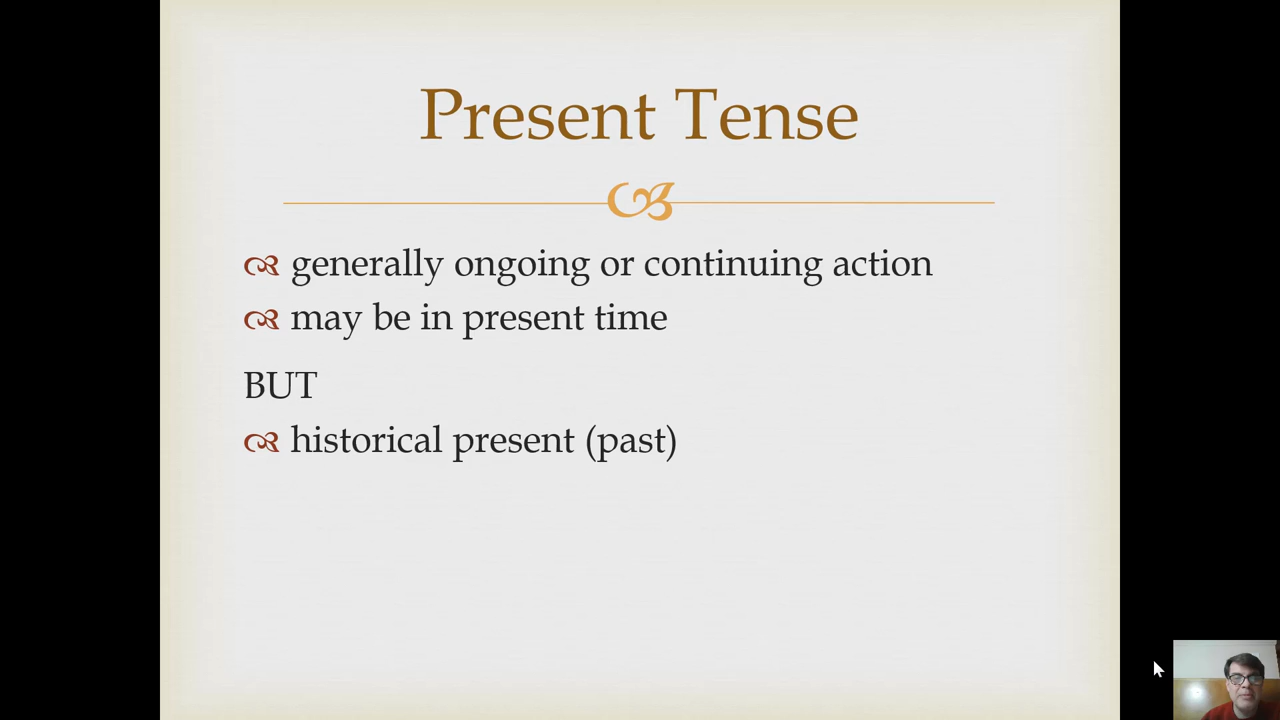 Present Tense
generally ongoing or continuing action
may be in present time
BUT
historical present (past)